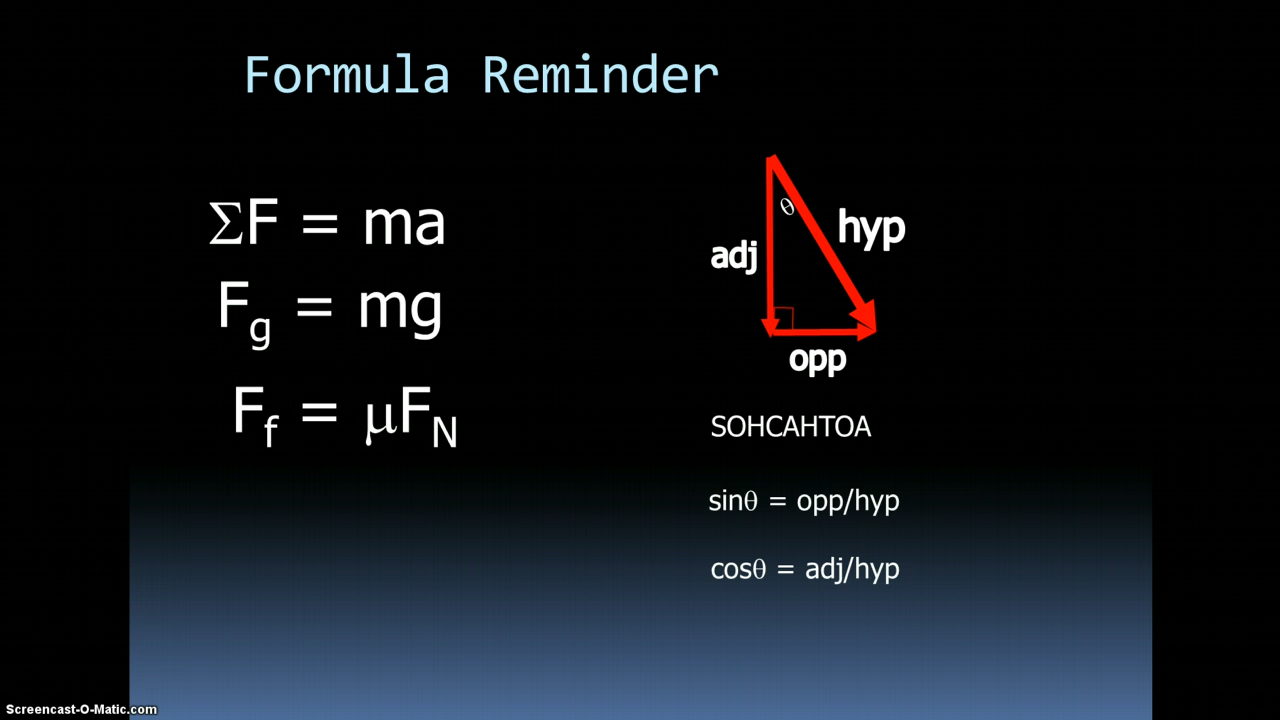 Formula Reminder
ΣF = ma
Fg = mg
Ff = μFN
θ
hyp
adj
opp
SOHCAHTOA
sinθ = opp/hyp
cosθ = adj/hyp
Screencast-O-Matic.com